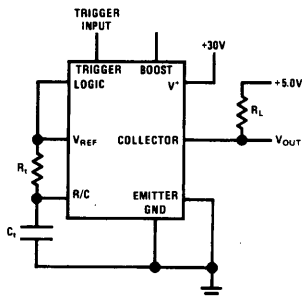 TRIGGER
INPUT
+30V
TRIGGER BOOST
LOGIC
V+
+5.0V
RL
VREF COLLECTOR VOUT
Rt
R/C
EMITTER
GND
Ct